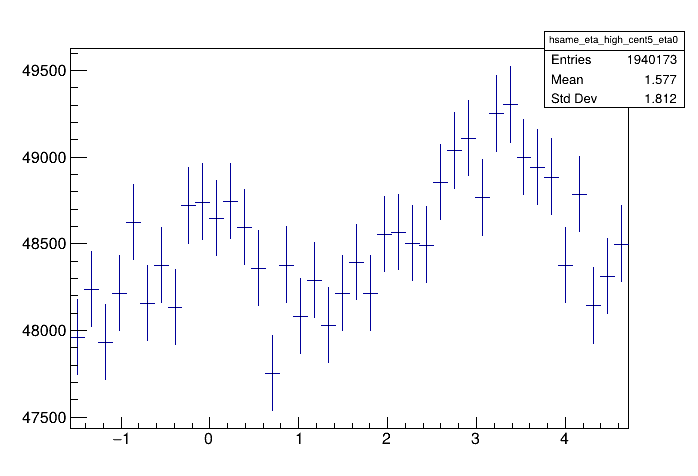 hsame_eta_high_cent5_eta0
Entries 1940173
Mean 1.577
Std Dev 1.812
49500
49000
48500
48000
47500
−1 0 1 2 3 4